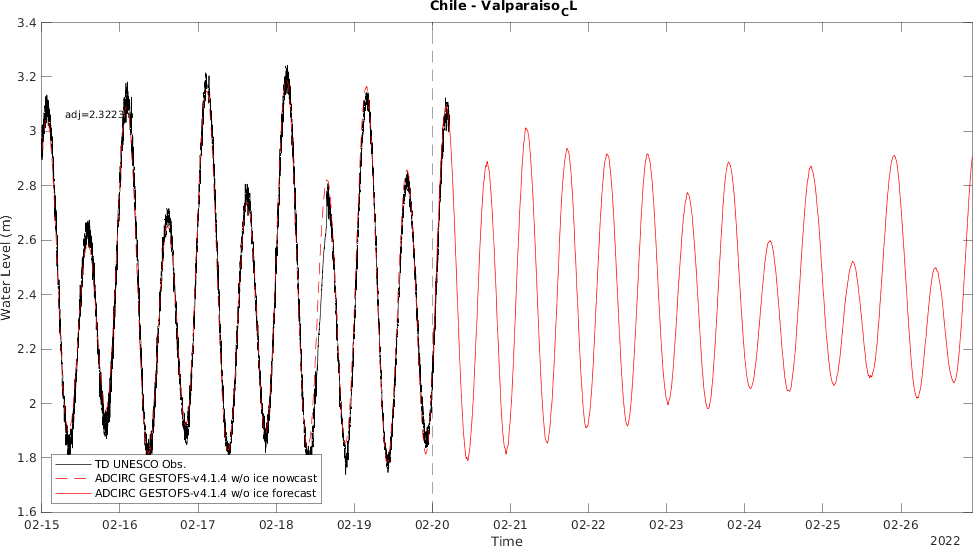 Chile - Valparaiso_CL
3.4
3.2
3
2.8
2.6
2.4
2.2
2
1.8
1.6
Water Level (m)
adj=2.3223
TD UNESCO Obs.
ADCIRC GESTOFS-v4.1.4 w/o ice nowcast
ADCIRC GESTOFS-v4.1.4 w/o ice forecast
02-15 02-16 02-17 02-18 02-19 02-20 02-21 02-22 02-23 02-24 02-25 02-26
Time
2022